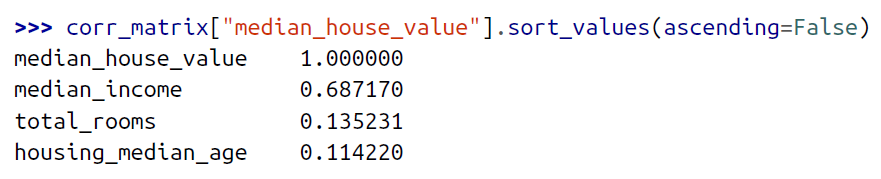 >>> corr_matrix["median_house_value"].sort_values(ascending=False)
median_house_value    1.000000
median_income         0.687170
total_rooms           0.135231
housing_median_age    0.114220